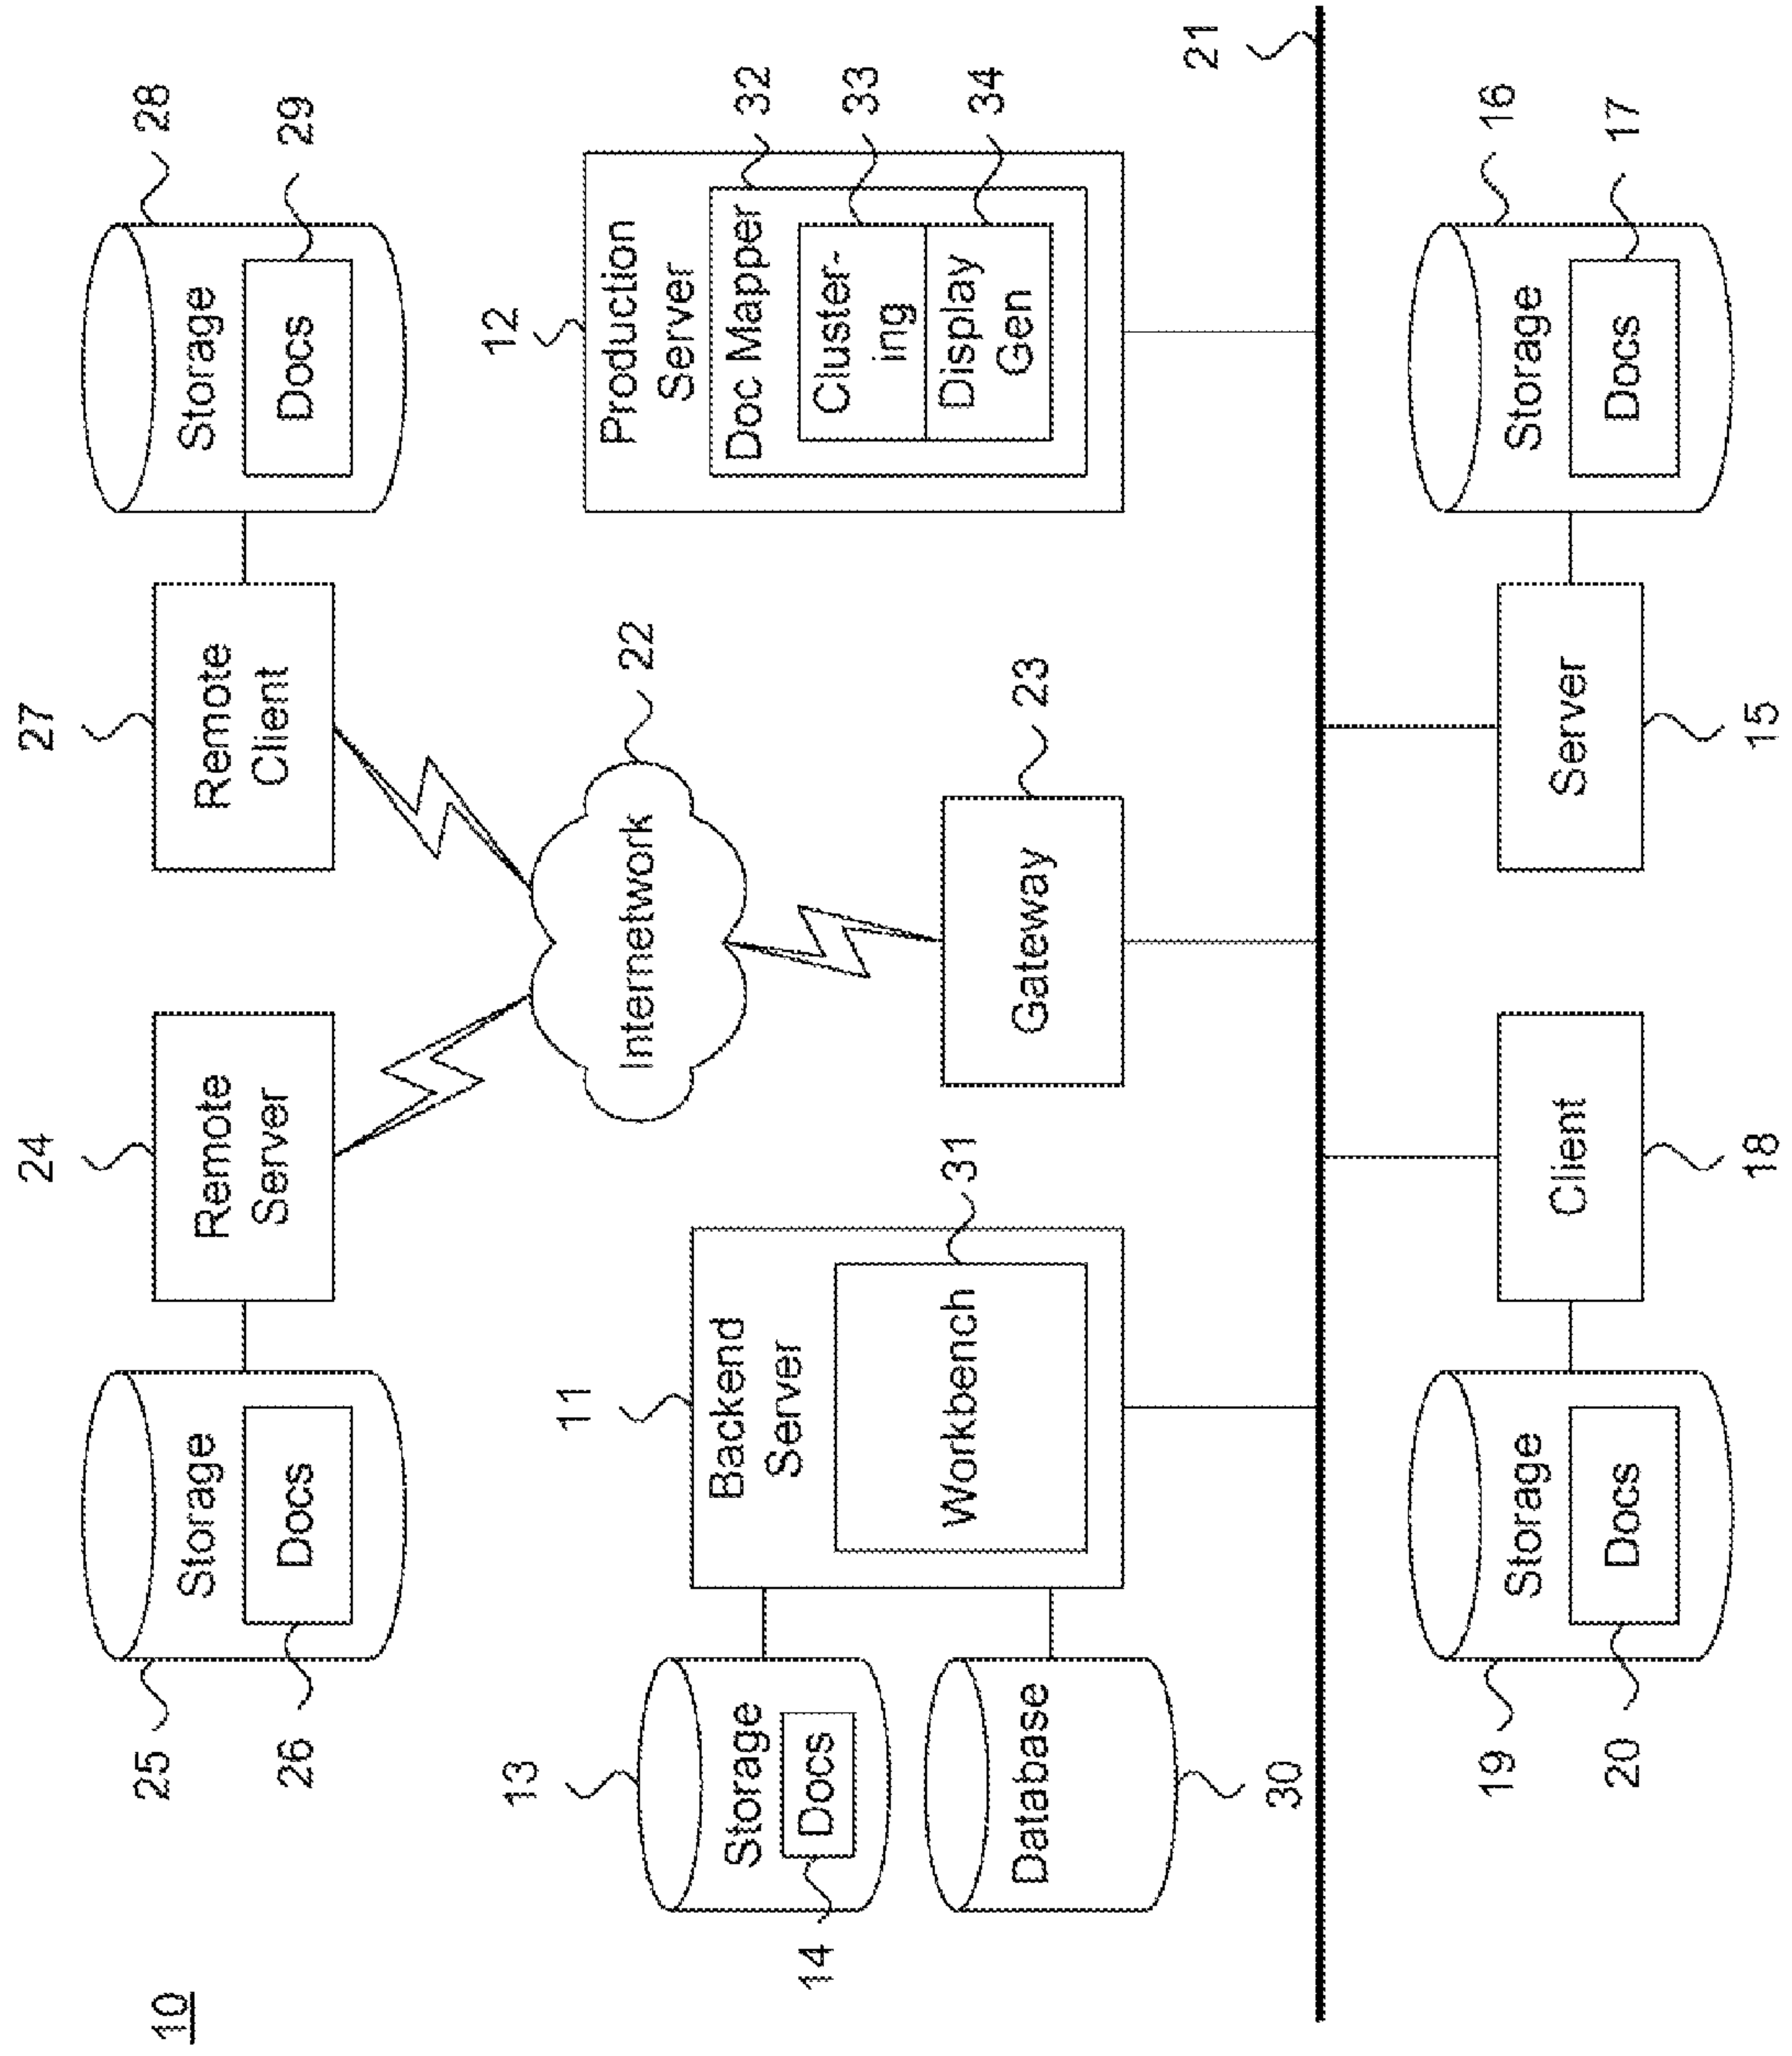 10
25
26
Storage
Docs
24
Remote
Server
27
Remote
Client
Storage
Docs
28
29
13
14
Storage
Docs
Database
30
11
Backend
Server
Workbench
31
Internetwork
22
Gateway
23
12
Production
Server
Doc Mapper
Cluster-
ing
Display
Gen
32
33
34
21
19
20
Storage
Docs
Client
18
Server
15
Storage
Docs
16
17